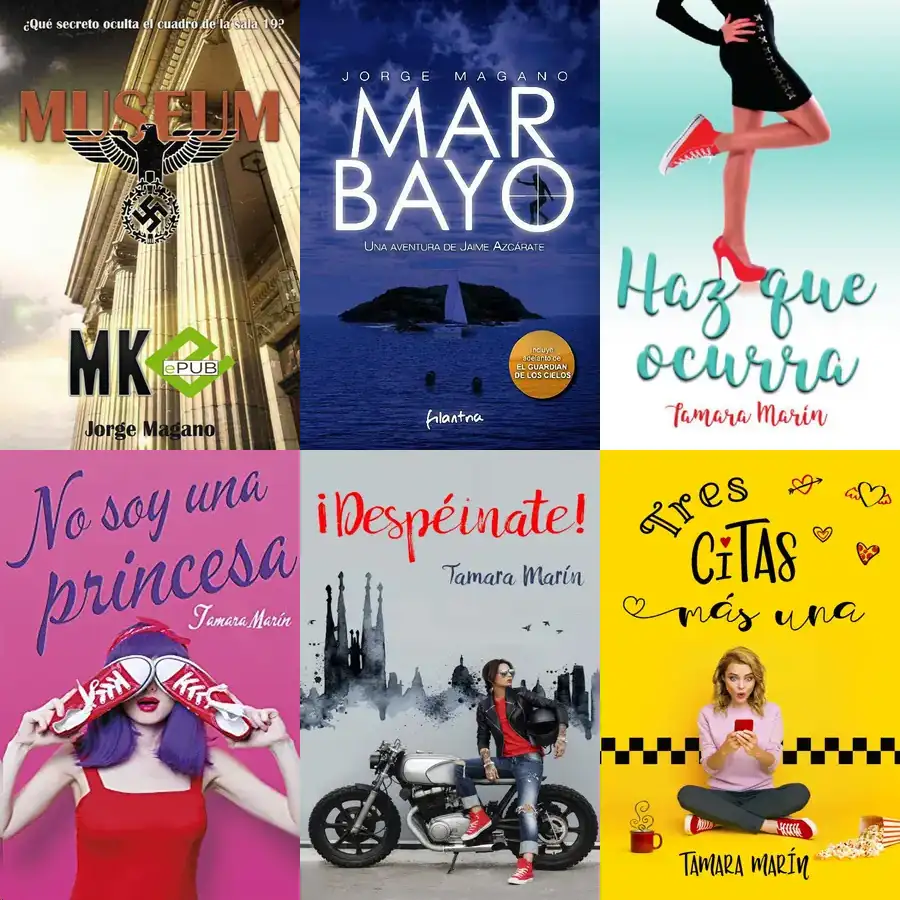 ¿Qué secreto oculta el cuadro de la sala 19?
MUSEUM
MK
ePUB
Jorge Magano
JORGE MAGANO
MAR
BAYO
UNA AVENTURA DE JAIME AZCÁRATE
Incluye
adelanto de
EL GUARDIÁN
DE LOS CIELOS
filantria
Haz que
ocurra
Tamara Marín
No soy una
princesa
Tamara Marín
¡Despéinate!
Tamara Marín
Tres
CITAS
más una
TAMARA MARÍN